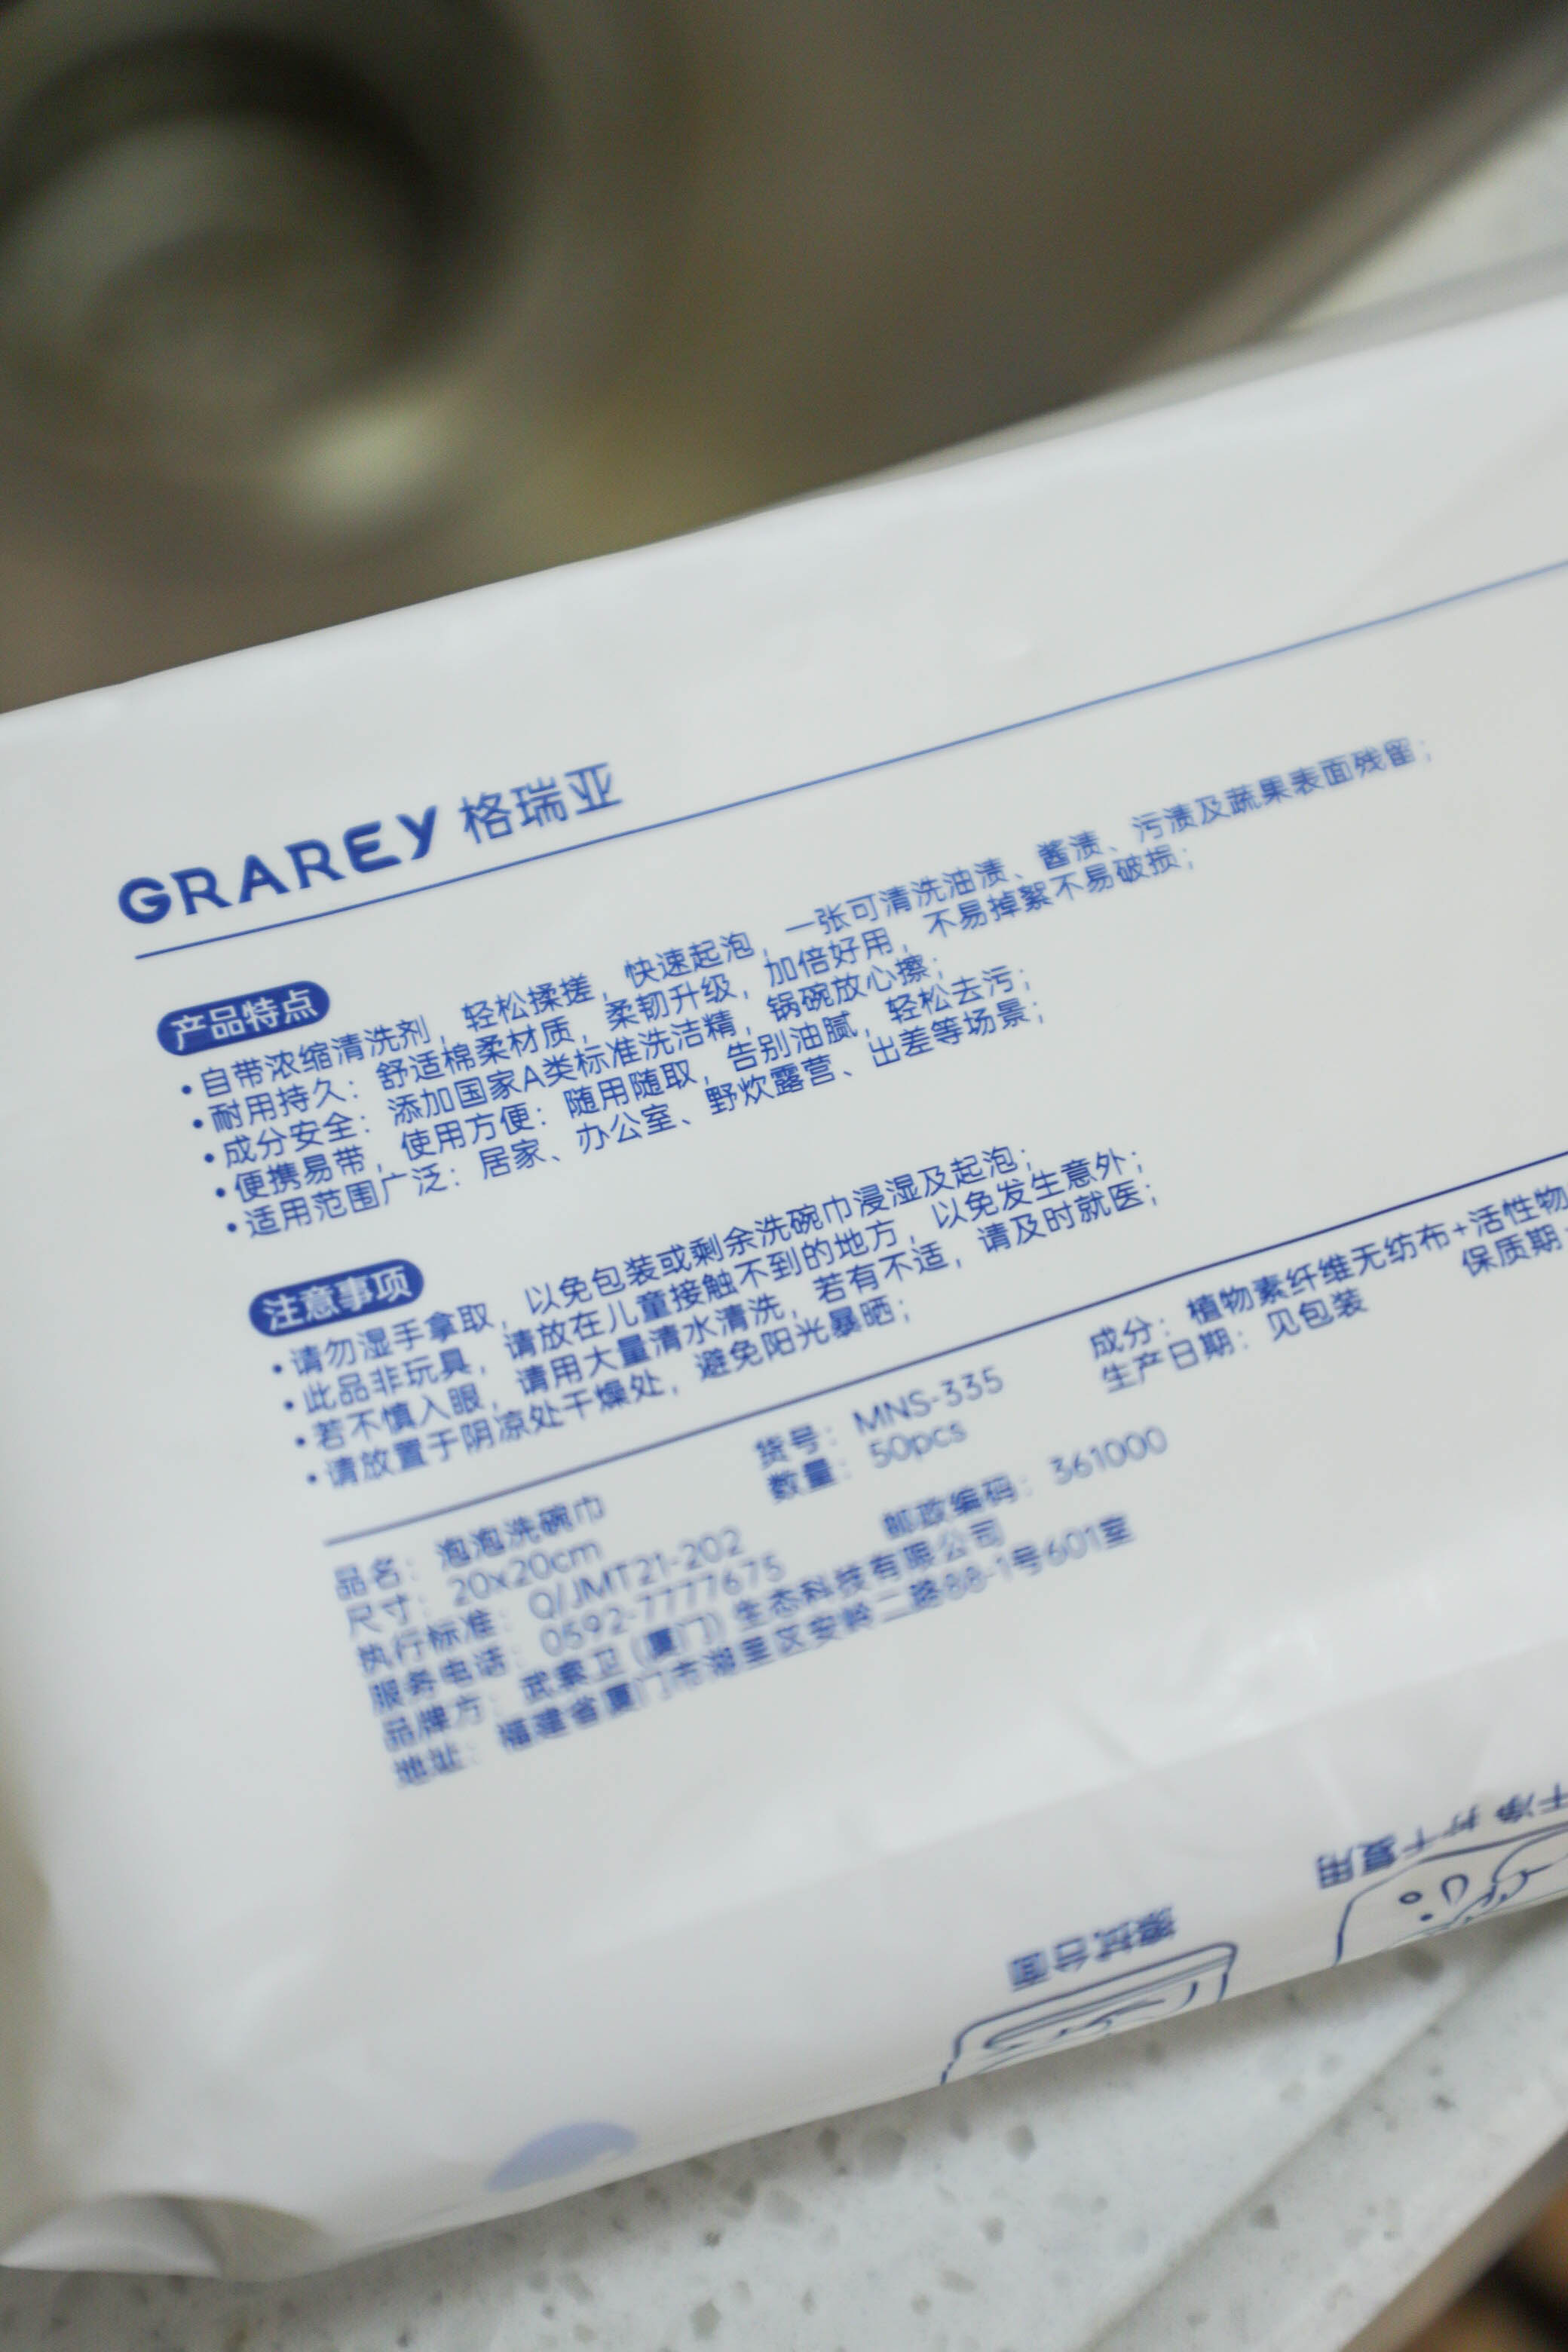 GRAREY 格瑞亚
产品特点
•自带浓缩清洗剂，轻松揉搓，快速起泡，一张可清洗油渍、酱渍、污渍及蔬果表面残留；
•耐用持久：舒适棉柔材质，柔韧升级，加倍好用，不易掉絮不易破损；
•成分安全：添加国家A类标准洗洁精，锅碗放心擦；
•便携易带，使用方便：随用随取，告别油腻，轻松去污；
•适用范围广泛：居家、办公室、野炊露营、出差等场景；
注意事项
•请勿湿手拿取，以免包装或剩余洗碗巾浸湿及起泡；
•此品非玩具，请放在儿童接触不到的地方，以免发生意外；
•若不慎入眼，请用大量清水清洗，若有不适，请及时就医；
•请放置于阴凉处干燥处，避免阳光暴晒；
品名：泡泡洗碗巾 货号：MNS-335 成分：植物素纤维无纺布+活性物
尺寸：20x20cm 数量：50pcs 生产日期：见包装 保质期
执行标准：Q/JMT21-202
服务电话：0592-7777675 邮政编码：361000
品牌方：武索卫（厦门）生态科技有限公司
地址：福建省厦门市湖里区安岭二路88-1号601室
擦拭台面
干净 拧干复用